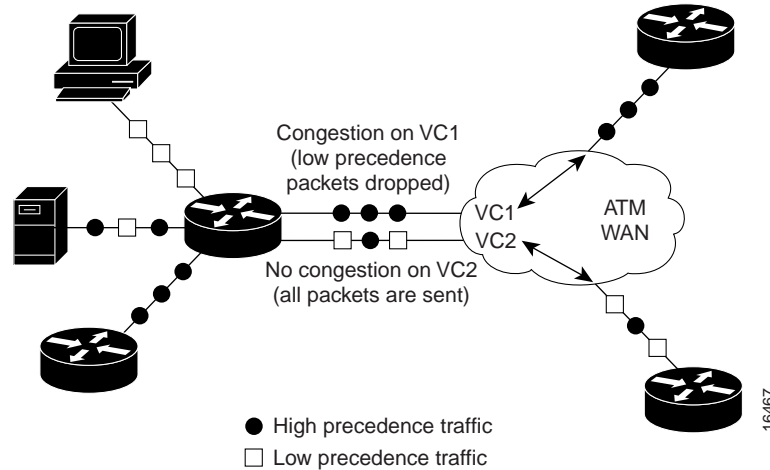 Congestion on VC1
(low precedence
packets dropped)
VC1
VC2
ATM
WAN
No congestion on VC2
(all packets are sent)
High precedence traffic
Low precedence traffic
16467